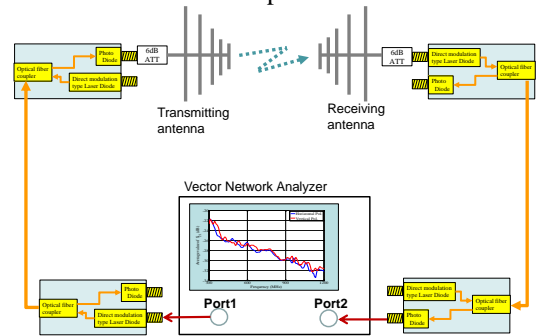 Photo
Diode
Optical fiber
coupler
Direct modulation
type Laser Diode
6dB
ATT
Transmitting
antenna
Receiving
antenna
6dB
ATT
Direct modulation
type Laser Diode
Optical fiber
coupler
Photo
Diode
Vector Network Analyzer
Horizontal Pol.
Vertical Pol.
Frequency (MHz)
Port1
Port2
Photo
Diode
Optical fiber
coupler
Direct modulation
type Laser Diode
Direct modulation
type Laser Diode
Optical fiber
coupler
Photo
Diode